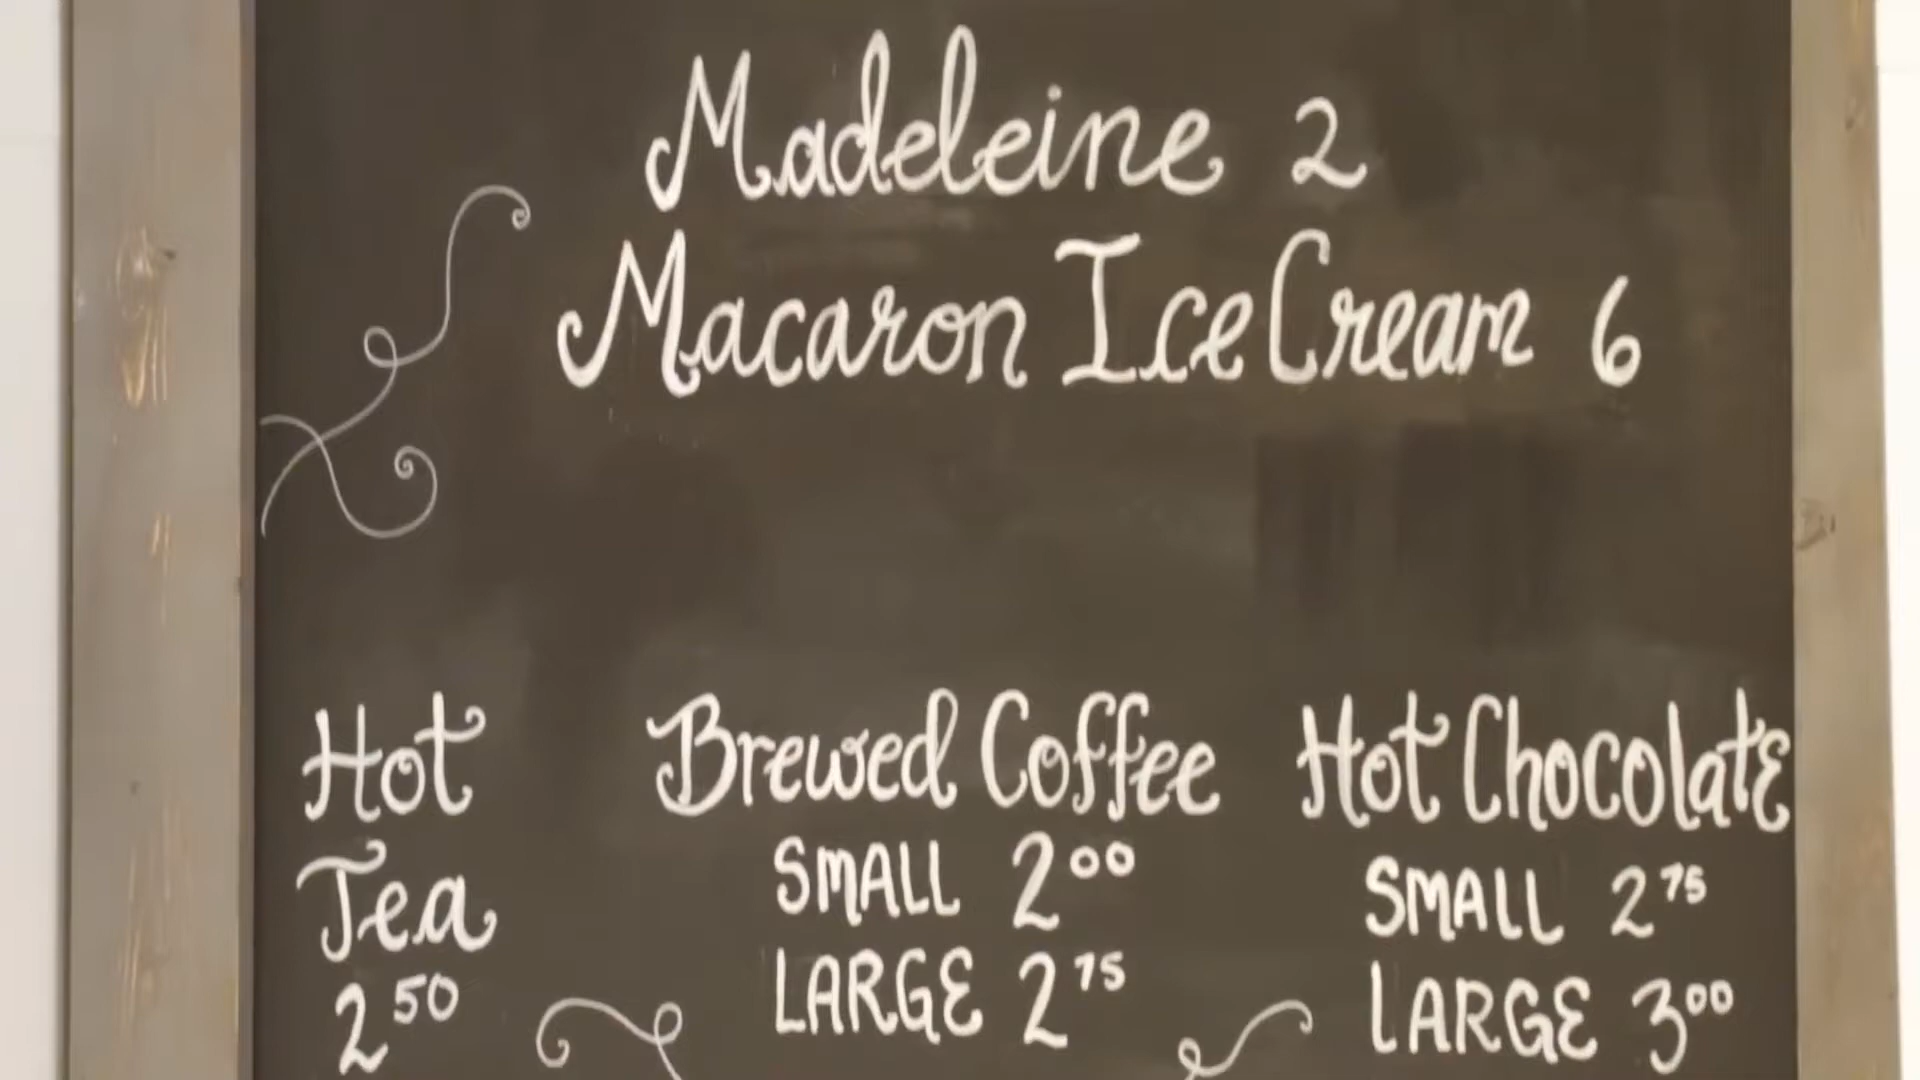 Madeleine 2
Macaron Ice Cream 6
Hot
Tea
2 50
Brewed Coffee
SMALL 2 00
LARGE 2 75
Hot Chocolate
SMALL 2 75
LARGE 3 00